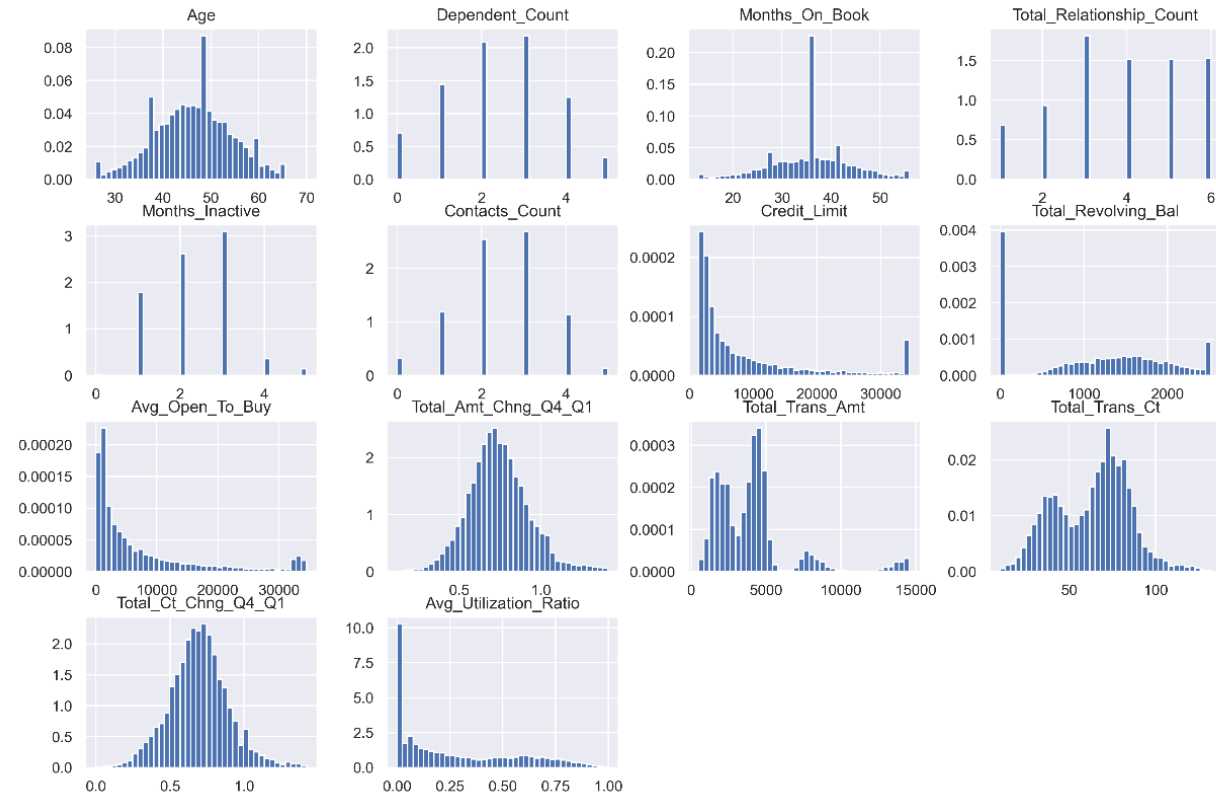 Age
0.08
0.06
0.04
0.02
0.00
30 40 50 60 70
Dependent_Count
2.0
1.5
1.0
0.5
0.0
0 2 4
Months_On_Book
0.20
0.15
0.10
0.05
0.00
20 30 40 50
Total_Relationship_Count
1.5
1.0
0.5
0.0
2 4 6
Months_Inactive
3
2
1
0
0 2 4
Contacts_Count
2
1
0
0 2 4
Credit_Limit
0.0002
0.0001
0.0000
0 10000 20000 30000
Total_Revolving_Bal
0.004
0.003
0.002
0.001
0.000
0 1000 2000
Avg_Open_To_Buy
0.00020
0.00015
0.00010
0.00005
0.00000
0 10000 20000 30000
Total_Amt_Chng_Q4_Q1
2
1
0
0.5 1.0
Total_Trans_Amt
0.0003
0.0002
0.0001
0.0000
0 5000 10000 15000
Total_Trans_Ct
0.02
0.01
0.00
50 100
Total_Ct_Chng_Q4_Q1
2.0
1.5
1.0
0.5
0.0
0.0 0.5 1.0
Avg_Utilization_Ratio
10.0
7.5
5.0
2.5
0.0
0.00 0.25 0.50 0.75 1.00